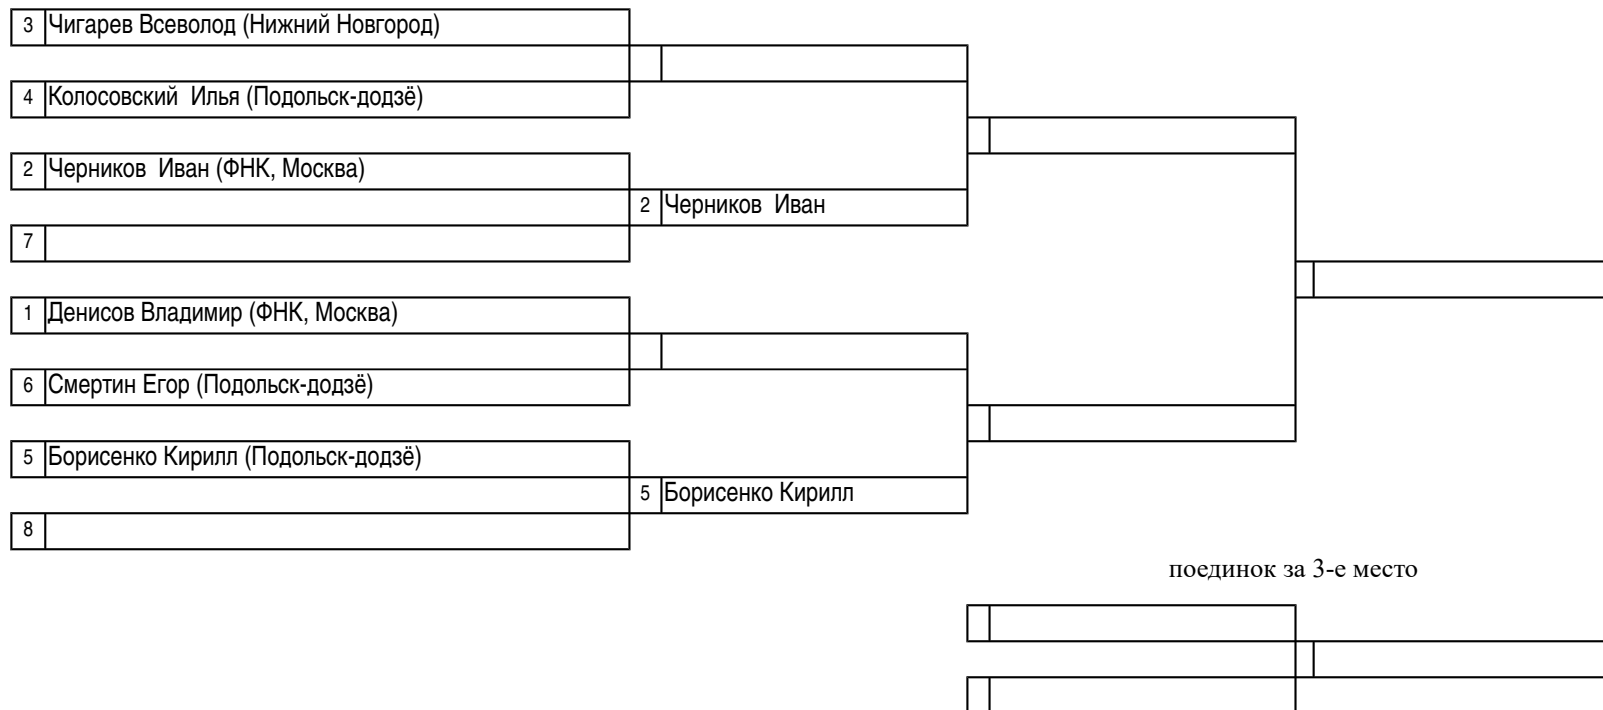 3 Чигарев Всеволод (Нижний Новгород)
4 Колосовский  Илья (Подольск-додзё)
2 Черников  Иван (ФНК, Москва)
2 Черников  Иван
7
1 Денисов Владимир (ФНК, Москва)
6 Смертин Егор (Подольск-додзё)
5 Борисенко Кирилл (Подольск-додзё)
5 Борисенко Кирилл
8
поединок за 3-е место